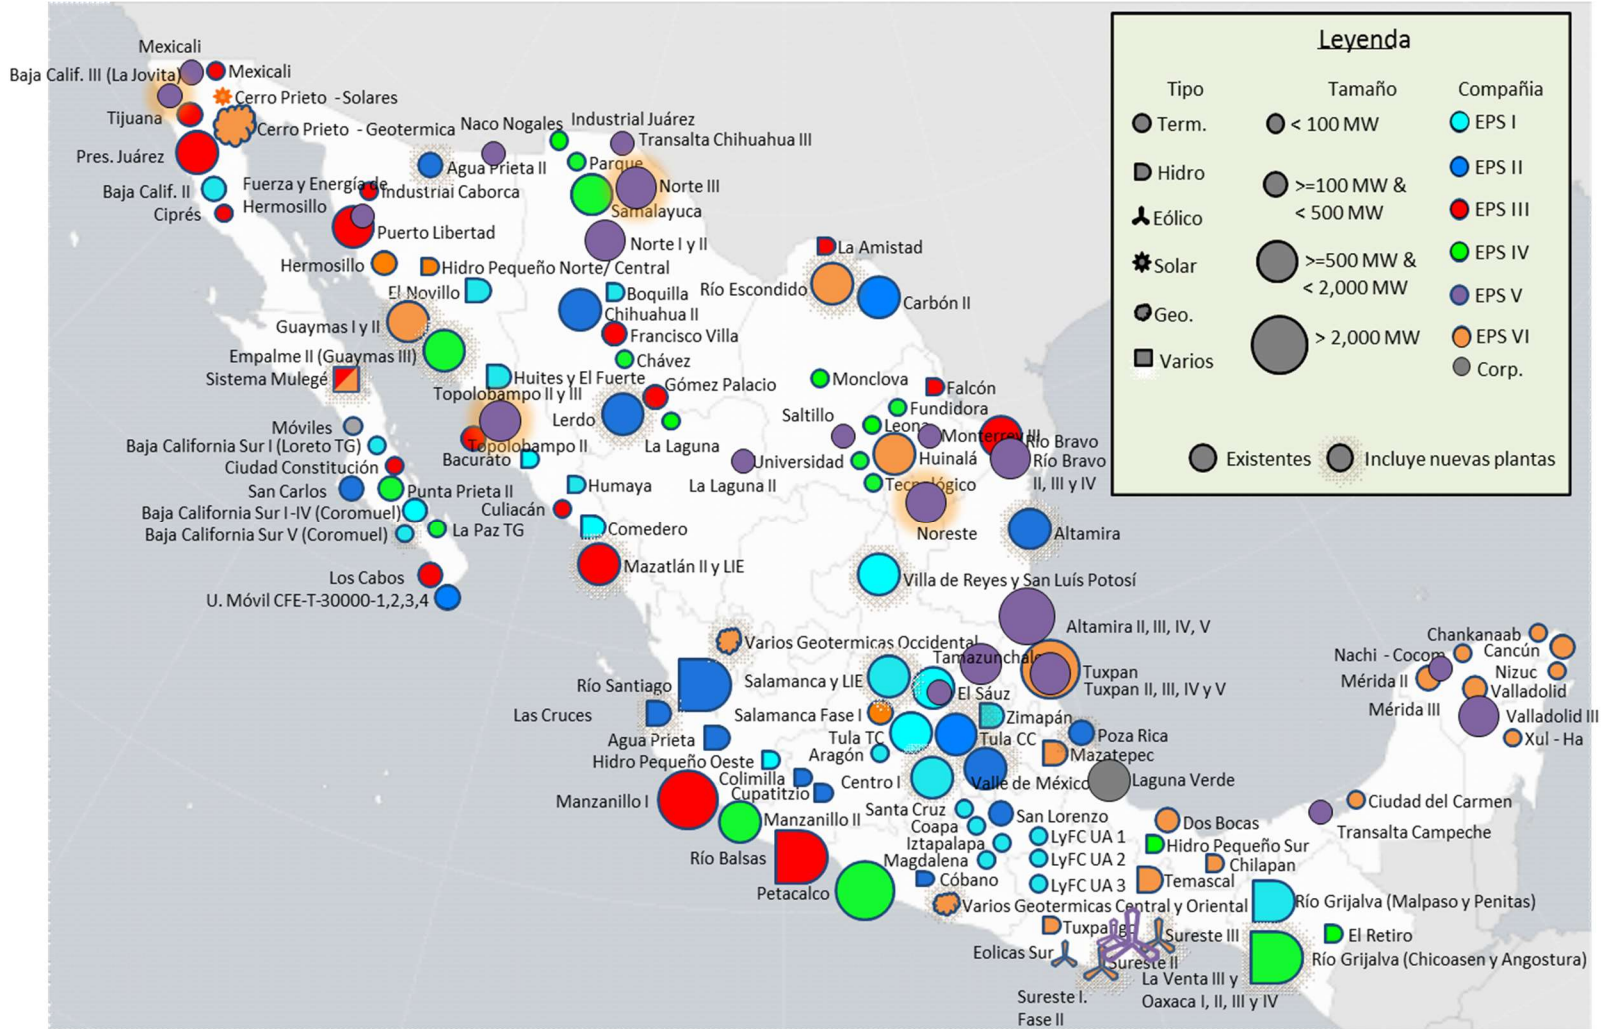 Mexicali
Baja Calif. III (La Jovita)
Mexicali
Cerro Prieto - Solares
Tijuana
Cerro Prieto - Geotermica
Naco Nogales
Industrial Juárez
Transalta Chihuahua III
Pres. Juárez
Agua Prieta II
Parque
Norte III
Baja Calif. II
Fuerza y Energía de
Hermosillo
Industrial Caborca
Ciprés
Samalayuca
Puerto Libertad
Norte I y II
La Amistad
Hermosillo
Hidro Pequeño Norte/ Central
El Novillo
Boquilla
Río Escondido
Carbón II
Chihuahua II
Guaymas I y II
Francisco Villa
Empalme II (Guaymas III)
Chávez
Sistema Mulegé
Huites y El Fuerte
Gómez Palacio
Monclova
Falcón
Topolobampo II y III
Fundidora
Lerdo
Saltillo
Leona
Móviles
Monterrey III
Río Bravo
Baja California Sur I (Loreto TG)
Topolobampo II
La Laguna
Huinalá
Bacurato
Universidad
Río Bravo
II, III y IV
Ciudad Constitución
La Laguna II
Tecnológico
San Carlos
Punta Prieta II
Humaya
Baja California Sur I-IV (Coromuel)
Culiacán
La Paz TG
Comedero
Baja California Sur V (Coromuel)
Noreste
Altamira
Mazatlán II y LIE
Los Cabos
Villa de Reyes y San Luís Potosí
U. Móvil CFE-T-30000-1,2,3,4
Altamira II, III, IV, V
Varios Geotermicas Occidental
Tamazunchale
Chankanaab
Cancún
Nachi - Cocom
Tuxpan
Tuxpan II, III, IV y V
Nizuc
Río Santiago
Salamanca y LIE
El Sáuz
Mérida II
Valladolid
Las Cruces
Salamanca Fase I
Zimapán
Mérida III
Valladolid III
Agua Prieta
Tula TC
Tula CC
Poza Rica
Xul - Ha
Hidro Pequeño Oeste
Aragón
Mazatepec
Colimilla
Centro I
Valle de México
Laguna Verde
Cupatitzio
Manzanillo I
Ciudad del Carmen
Manzanillo II
Santa Cruz
San Lorenzo
Dos Bocas
Transalta Campeche
Coapa
LyFC UA 1
Iztapalapa
Hidro Pequeño Sur
Río Balsas
Magdalena
LyFC UA 2
Chilapan
Petacalco
Cóbano
LyFC UA 3
Temascal
Varios Geotermicas Central y Oriental
Río Grijalva (Malpaso y Penitas)
Tuxpango
Sureste III
El Retiro
Eolicas Sur
Sureste II
Río Grijalva (Chicoasen y Angostura)
La Venta III y
Oaxaca I, II, III y IV
Sureste I.
Fase II
Leyenda
Tipo
Term.
Hidro
Eólico
Solar
Geo.
Varios
Tamaño
< 100 MW
>=100 MW &
< 500 MW
>=500 MW &
< 2,000 MW
> 2,000 MW
Compañia
EPS I
EPS II
EPS III
EPS IV
EPS V
EPS VI
Corp.
Existentes
Incluye nuevas plantas